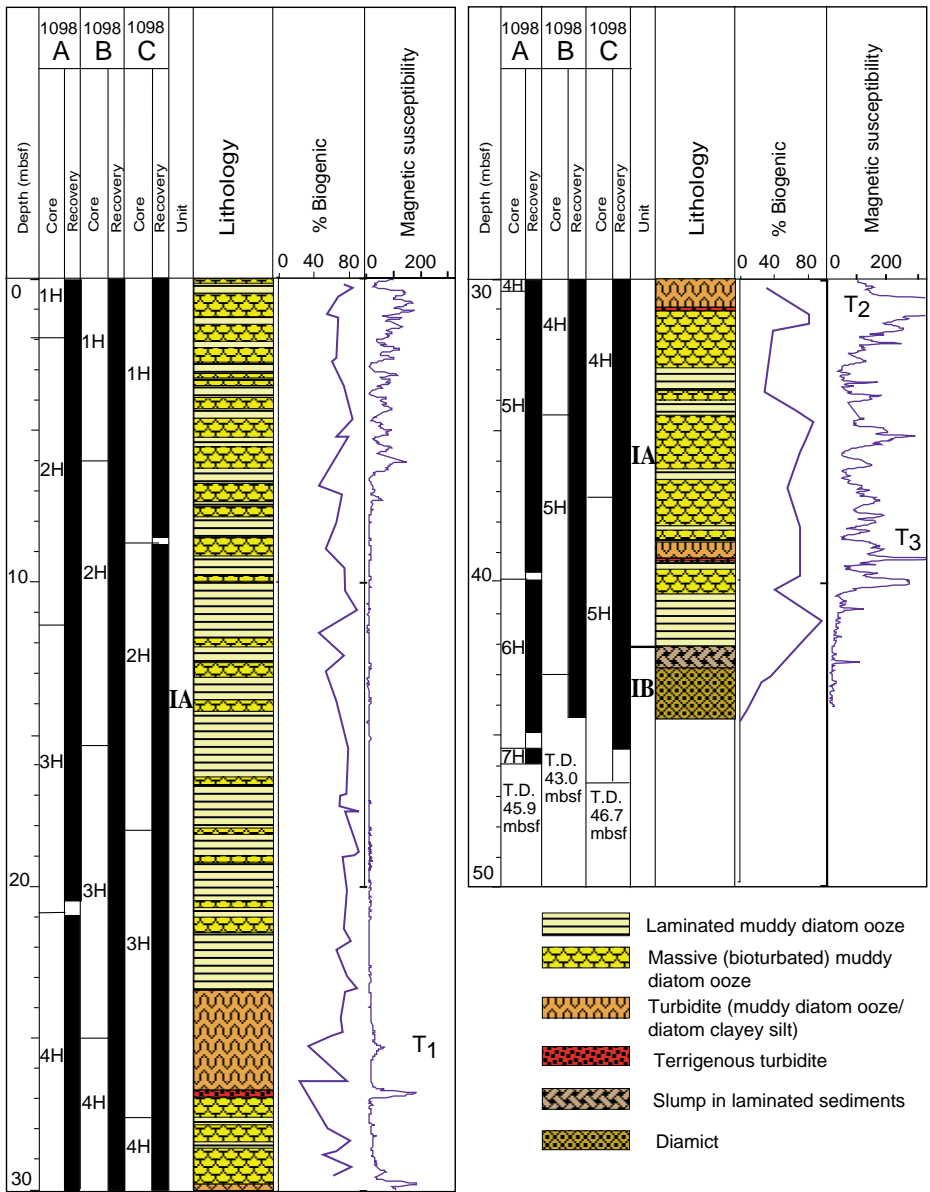 1098 1098 1098
A B C
Depth (mbsf)
Core
Recovery
Core
Recovery
Core
Recovery
Unit
Lithology
% Biogenic
Magnetic susceptibility
0 40 80 0 200
0
10
20
30
1H
2H
3H
4H
1H
2H
3H
4H
1H
2H
3H
4H
IA
T1
1098 1098 1098
A B C
Depth (mbsf)
Core
Recovery
Core
Recovery
Core
Recovery
Unit
Lithology
% Biogenic
Magnetic susceptibility
0 40 80 0 200
30
40
50
4H
5H
6H
7H
T.D.
45.9
mbsf
4H
5H
T.D.
43.0
mbsf
4H
5H
T.D.
46.7
mbsf
IA
IB
T2
T3
Laminated muddy diatom ooze
Massive (bioturbated) muddy
diatom ooze
Turbidite (muddy diatom ooze/
diatom clayey silt)
Terrigenous turbidite
Slump in laminated sediments
Diamict